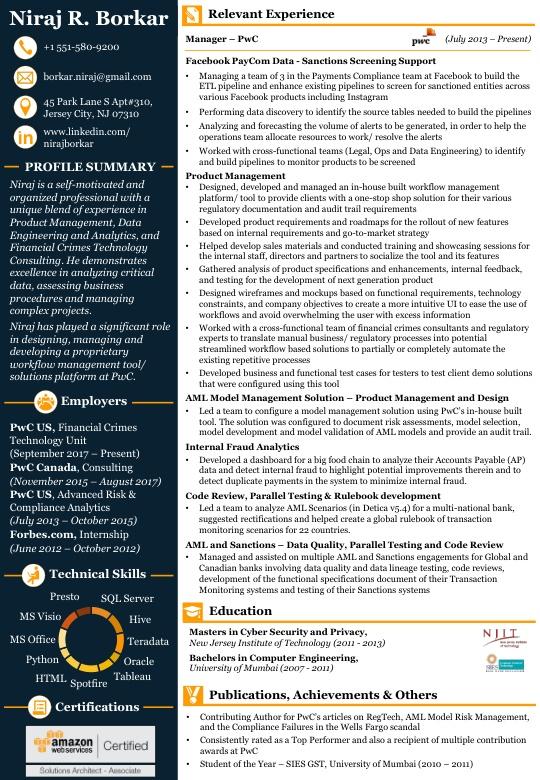 Niraj R. Borkar
+1 551-580-9200
borkar.niraj@gmail.com
45 Park Lane S Apt#310,
Jersey City, NJ 07310
in
www.linkedin.com/
nirajborkar
PROFILE SUMMARY
Niraj is a self-motivated and
organized professional with a
unique blend of experience in
Product Management, Data
Engineering and Analytics, and
Financial Crimes Technology
Consulting. He demonstrates
excellence in analyzing critical
data, assessing business
procedures and managing
complex projects.
Niraj has played a significant role
in designing, managing and
developing a proprietary
workflow management tool/
solutions platform at PwC.
Employers
PwC US, Financial Crimes
Technology Unit
(September 2017 – Present)
PwC Canada, Consulting
(November 2015 – August 2017)
PwC US, Advanced Risk &
Compliance Analytics
(July 2013 – October 2015)
Forbes.com, Internship
(June 2012 – October 2012)
Technical Skills
Presto
SQL Server
MS Visio
Hive
MS Office
Teradata
Python
Oracle
HTML
Tableau
Spotfire
Certifications
amazon
web services
Certified
Solutions Architect - Associate
Relevant Experience
Manager – PwC
pwc
(July 2013 – Present)
Facebook PayCom Data - Sanctions Screening Support
• Managing a team of 3 in the Payments Compliance team at Facebook to build the
ETL pipeline and enhance existing pipelines to screen for sanctioned entities across
various Facebook products including Instagram
• Performing data discovery to identify the source tables needed to build the pipelines
• Analyzing and forecasting the volume of alerts to be generated, in order to help the
operations team allocate resources to work/ resolve the alerts
• Worked with cross-functional teams (Legal, Ops and Data Engineering) to identify
and build pipelines to monitor products to be screened
Product Management
• Designed, developed and managed an in-house built workflow management
platform/ tool to provide clients with a one-stop shop solution for their various
regulatory documentation and audit trail requirements
• Developed product requirements and roadmaps for the rollout of new features
based on internal requirements and go-to-market strategy
• Helped develop sales materials and conducted training and showcasing sessions for
the internal staff, directors and partners to socialize the tool and its features
• Gathered analysis of product specifications and enhancements, internal feedback,
and testing for the development of next generation product
• Designed wireframes and mockups based on functional requirements, technology
constraints, and company objectives to create a more intuitive UI to ease the use of
workflows and avoid overwhelming the user with excess information
• Worked with a cross-functional team of financial crimes consultants and regulatory
experts to translate manual business/ regulatory processes into potential
streamlined workflow based solutions to partially or completely automate the
existing repetitive processes
• Developed business and functional test cases for testers to test client demo solutions
that were configured using this tool
AML Model Management Solution – Product Management and Design
• Led a team to configure a model management solution using PwC's in-house built
tool. The solution was configured to document risk assessments, model selection,
model development and model validation of AML models and provide an audit trail.
Internal Fraud Analytics
• Developed a dashboard for a big food chain to analyze their Accounts Payable (AP)
data and detect internal fraud to highlight potential improvements therein and to
detect duplicate payments in the system to minimize internal fraud.
Code Review, Parallel Testing & Rulebook development
• Led a team to analyze AML Scenarios (in Detica v5.4) for a multi-national bank,
suggested rectifications and helped create a global rulebook of transaction
monitoring scenarios for 22 countries.
AML and Sanctions – Data Quality, Parallel Testing and Code Review
• Managed and assisted on multiple AML and Sanctions engagements for Global and
Canadian banks involving data quality and data lineage testing, code reviews,
development of the functional specifications document of their Transaction
Monitoring systems and testing of their Sanctions systems
Education
Masters in Cyber Security and Privacy,
New Jersey Institute of Technology (2011 - 2013)
NJIT
Bachelors in Computer Engineering,
University of Mumbai (2007 - 2011)
SIES
Publications, Achievements & Others
• Contributing Author for PwC's articles on RegTech, AML Model Risk Management,
and the Compliance Failures in the Wells Fargo scandal
• Consistently rated as a Top Performer and also a recipient of multiple contribution
awards at PwC
• Student of the Year – SIES GST, University of Mumbai (2010 – 2011)